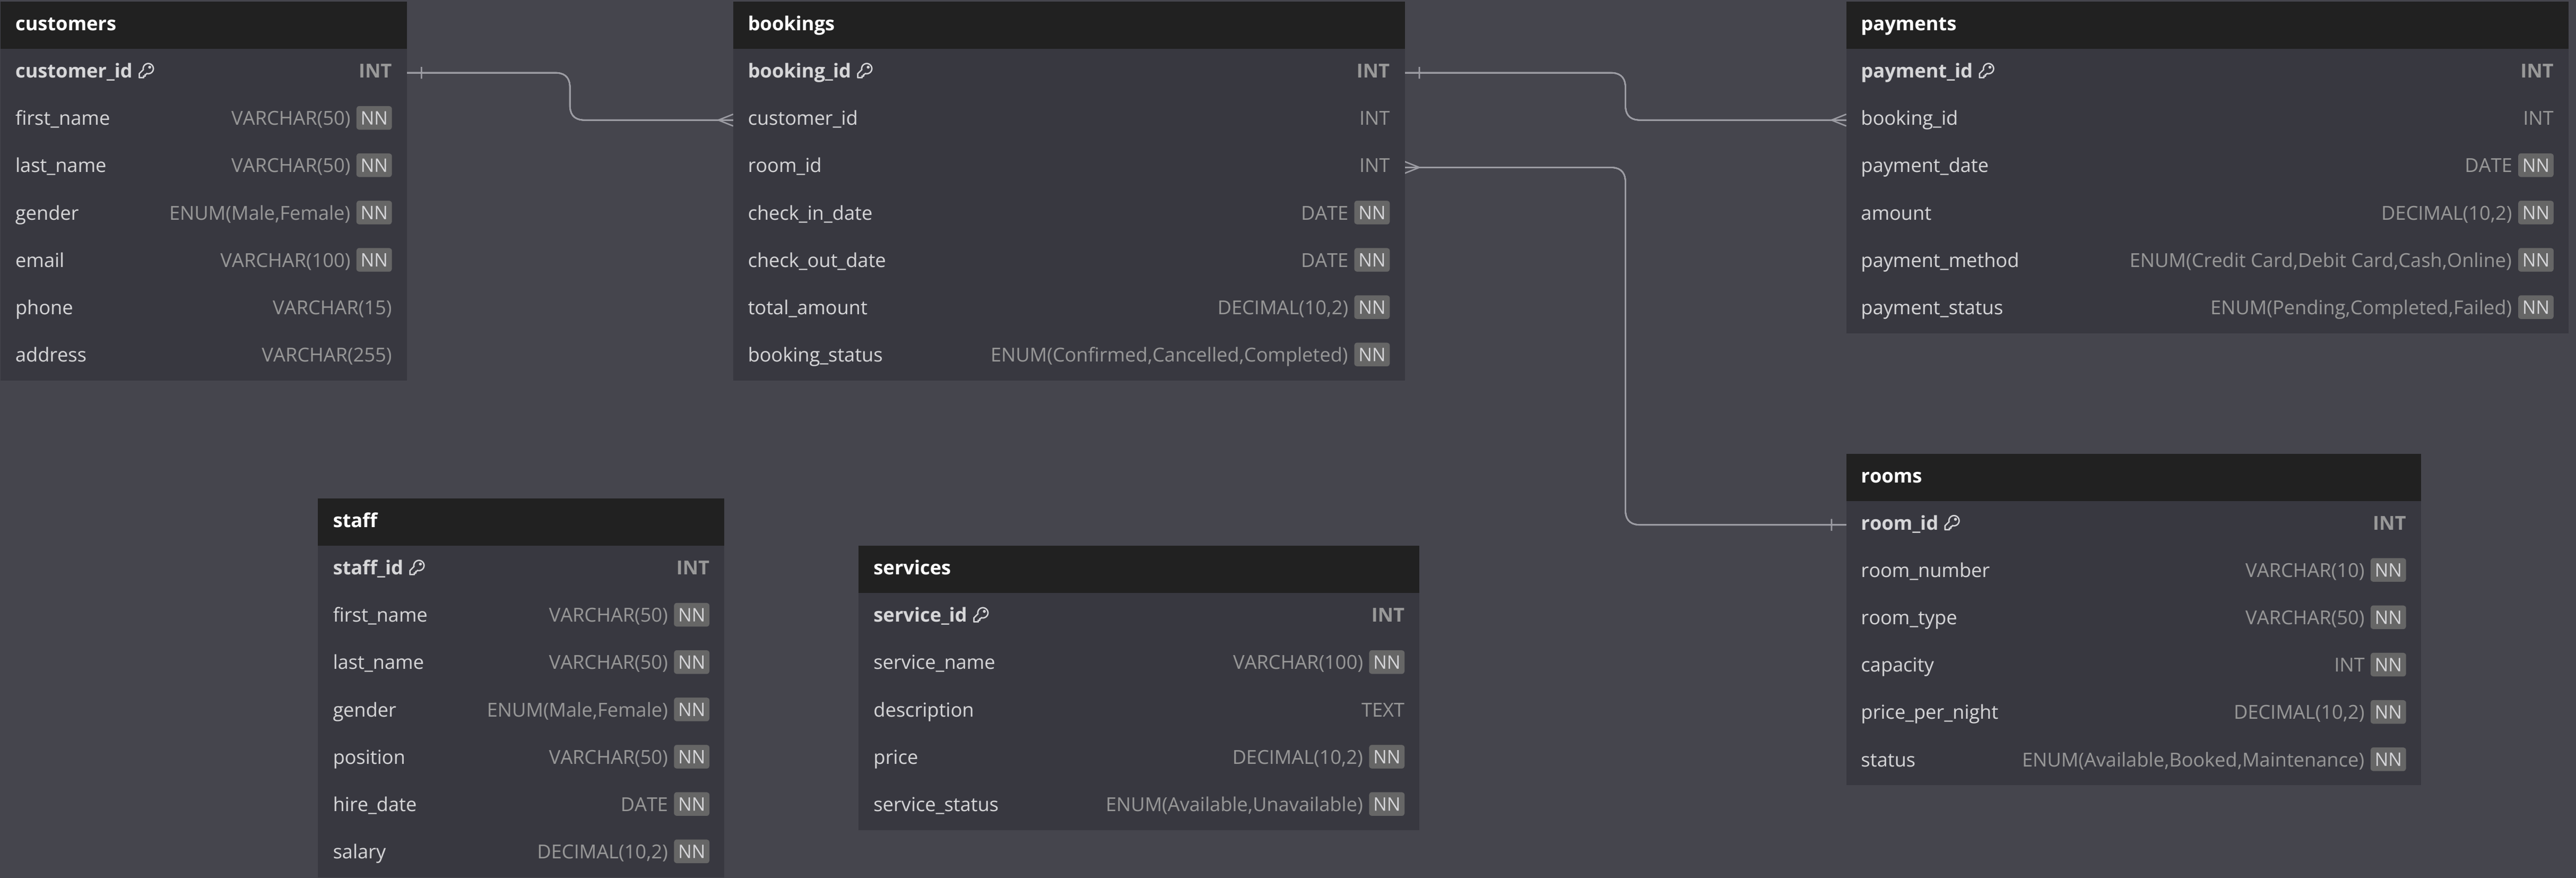 customers
customer_id INT
first_name VARCHAR(50) NN
last_name VARCHAR(50) NN
gender ENUM(Male,Female) NN
email VARCHAR(100) NN
phone VARCHAR(15)
address VARCHAR(255)
bookings
booking_id INT
customer_id INT
room_id INT
check_in_date DATE NN
check_out_date DATE NN
total_amount DECIMAL(10,2) NN
booking_status ENUM(Confirmed,Cancelled,Completed) NN
payments
payment_id INT
booking_id INT
payment_date DATE NN
amount DECIMAL(10,2) NN
payment_method ENUM(Credit Card,Debit Card,Cash,Online) NN
payment_status ENUM(Pending,Completed,Failed) NN
staff
staff_id INT
first_name VARCHAR(50) NN
last_name VARCHAR(50) NN
gender ENUM(Male,Female) NN
position VARCHAR(50) NN
hire_date DATE NN
salary DECIMAL(10,2) NN
services
service_id INT
service_name VARCHAR(100) NN
description TEXT
price DECIMAL(10,2) NN
service_status ENUM(Available,Unavailable) NN
rooms
room_id INT
room_number VARCHAR(10) NN
room_type VARCHAR(50) NN
capacity INT NN
price_per_night DECIMAL(10,2) NN
status ENUM(Available,Booked,Maintenance) NN